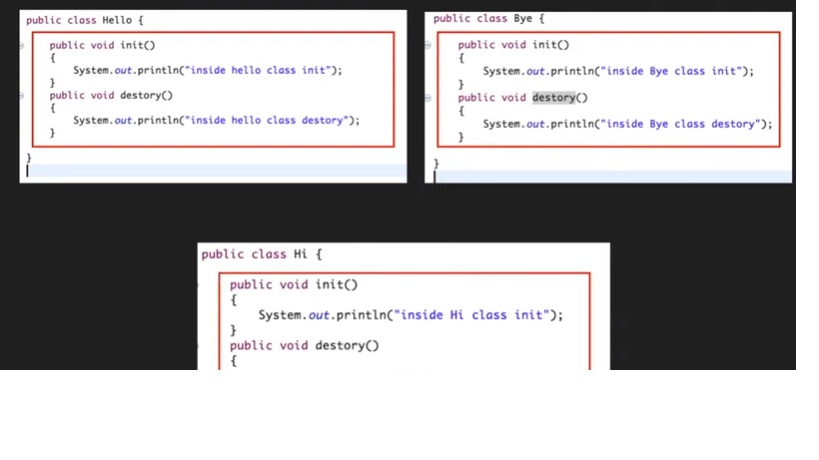 public class Hello {
public void init()
{
System.out.println("inside hello class init");
}
public void destory()
{
System.out.println("inside hello class destory");
}
}
public class Bye {
public void init()
{
System.out.println("inside Bye class init");
}
public void destory()
{
System.out.println("inside Bye class destory");
}
}
public class Hi {
public void init()
{
System.out.println("inside Hi class init");
}
public void destory()
{